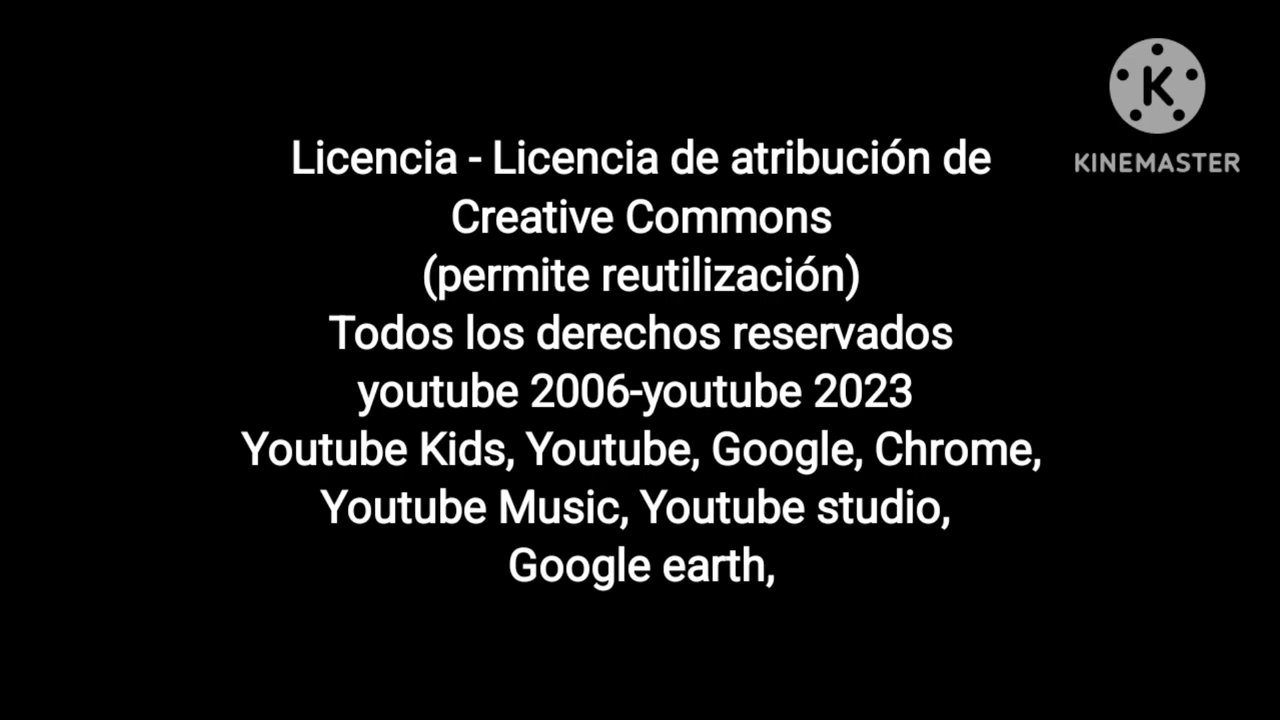 Licencia - Licencia de atribución de
Creative Commons
(permite reutilización)
Todos los derechos reservados
youtube 2006-youtube 2023
Youtube Kids, Youtube, Google, Chrome,
Youtube Music, Youtube studio,
Google earth,
K
KINEMASTER